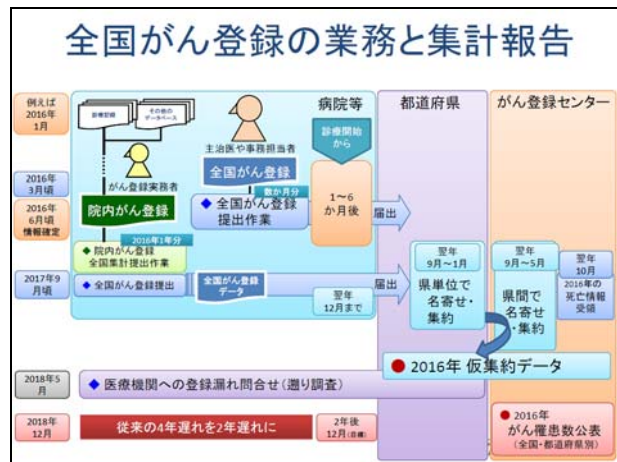 全国がん登録の業務と集計報告
例えば
2016年
1月
診療記録
その他の
データベース
病院等
都道府県
がん登録センター
主治医や事務担当者
診療開始
から
がん登録実務者
全国がん登録
2016年
3月頃
数か月分
院内がん登録
◆ 全国がん登録
提出作業
1～6
か月後
届出
2016年
6月頃
情報確定
2016年1年分
◆ 院内がん登録
全国集計提出作業
翌年
9月～1月
県単位で
名寄せ・
集約
翌年
9月～5月
県間で
名寄せ
・集約
翌年
10月
2016年の
死亡情報
受領
2017年9
月頃
◆ 全国がん登録提出
全国がん登録
データ
翌年
12月まで
届出
● 2016年 仮集約データ
2018年5
月
◆ 医療機関への登録漏れ問合せ（遡り調査）
2018年
12月
従来の4年遅れを2年遅れに
2年後
12月(目標)
● 2016年
がん罹患数公表
(全国・都道府県別)